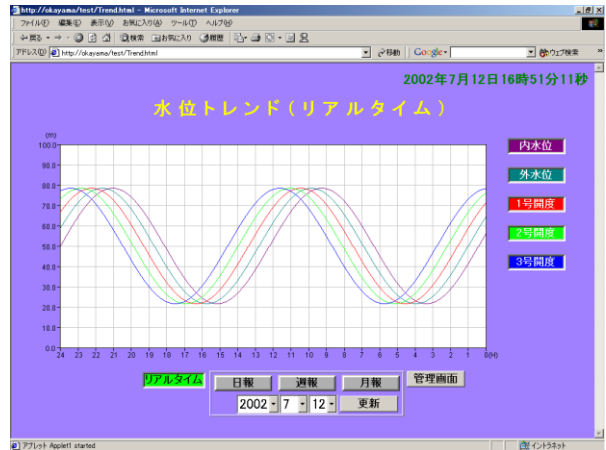 http://okayama/test/Trend.html - Microsoft Internet Explorer
ファイル(F) 編集(E) 表示(V) お気に入り(A) ツール(T) ヘルプ(H)
戻る 検索 お気に入り 履歴
アドレス(D) http://okayama/test/Trend.html 移動 Google ウェブ検索 »
2002年7月12日16時51分11秒
水位トレンド(リアルタイム)
(m)
100.0
90.0
80.0
70.0
60.0
50.0
40.0
30.0
20.0
10.0
0.0
24 23 22 21 20 19 18 17 16 15 14 13 12 11 10 9 8 7 6 5 4 3 2 1 0(H)
内水位
外水位
1号開度
2号開度
3号開度
リアルタイム 日報 週報 月報 管理画面
2002 7 12 更新
アプレット Applet1 started イントラネット